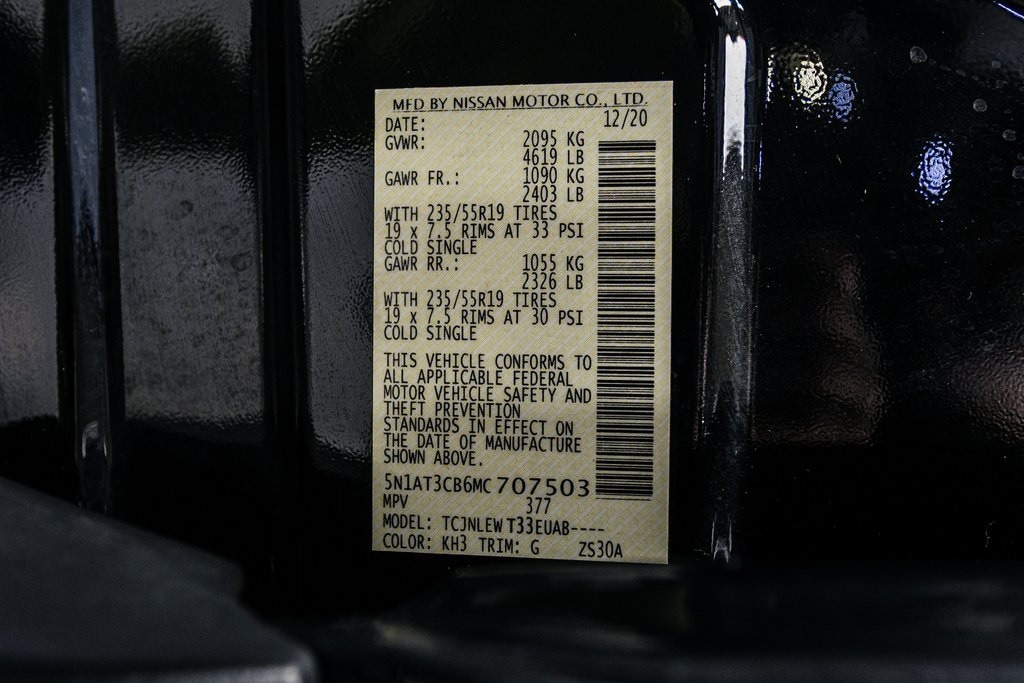 MFD BY NISSAN MOTOR CO., LTD.
DATE: 12/20
GVWR: 2095 KG
4619 LB
GAWR FR.: 1090 KG
2403 LB
WITH 235/55R19 TIRES
19 x 7.5 RIMS AT 33 PSI
COLD SINGLE
GAWR RR.: 1055 KG
2326 LB
WITH 235/55R19 TIRES
19 x 7.5 RIMS AT 30 PSI
COLD SINGLE
THIS VEHICLE CONFORMS TO
ALL APPLICABLE FEDERAL
MOTOR VEHICLE SAFETY AND
THEFT PREVENTION
STANDARDS IN EFFECT ON
THE DATE OF MANUFACTURE
SHOWN ABOVE.
5N1AT3CB6MC 707503
MPV 377
MODEL: TCJNLEW T33EUAB----
COLOR: KH3 TRIM: G ZS30A